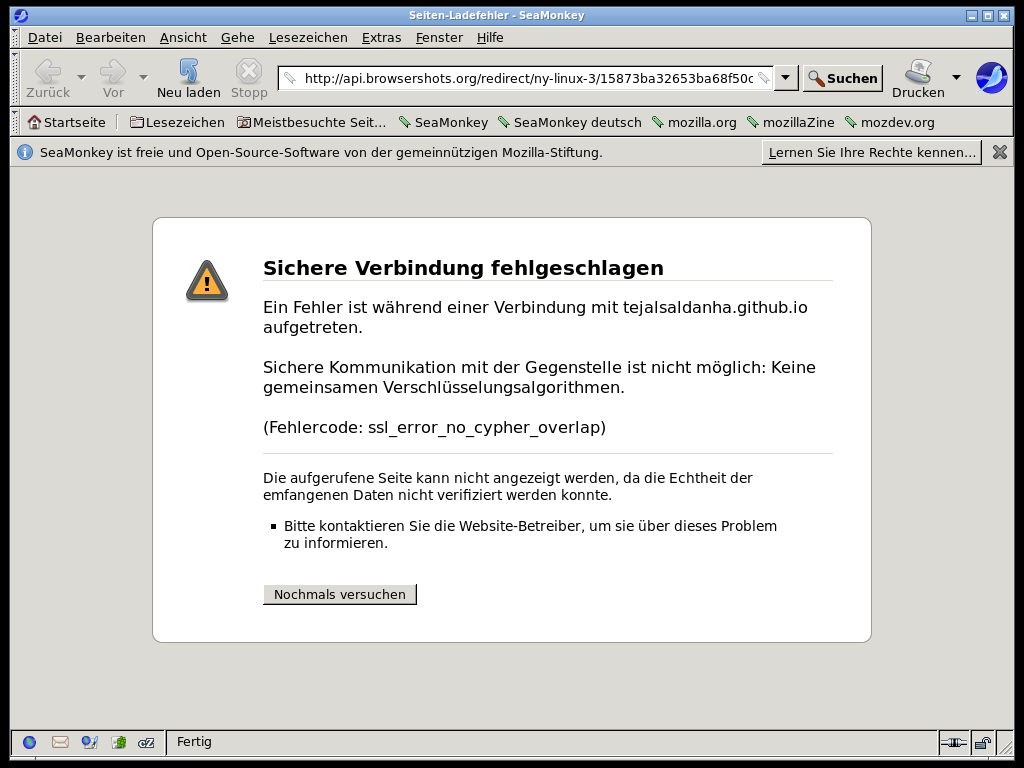 Seiten-Ladefehler - SeaMonkey
Datei Bearbeiten Ansicht Gehe Lesezeichen Extras Fenster Hilfe
Zurück Vor Neu laden Stopp http://api.browsershots.org/redirect/ny-linux-3/15873ba32653ba68f50c Suchen Drucken
Startseite Lesezeichen Meistbesuchte Seit... SeaMonkey SeaMonkey deutsch mozilla.org mozillaZine mozdev.org
SeaMonkey ist freie und Open-Source-Software von der gemeinnützigen Mozilla-Stiftung. Lernen Sie Ihre Rechte kennen...
Sichere Verbindung fehlgeschlagen
Ein Fehler ist während einer Verbindung mit tejalsaldanha.github.io
aufgetreten.
Sichere Kommunikation mit der Gegenstelle ist nicht möglich: Keine
gemeinsamen Verschlüsselungsalgorithmen.
(Fehlercode: ssl_error_no_cypher_overlap)
Die aufgerufene Seite kann nicht angezeigt werden, da die Echtheit der
emfangenen Daten nicht verifiziert werden konnte.
Bitte kontaktieren Sie die Website-Betreiber, um sie über dieses Problem
zu informieren.
Nochmals versuchen
cZ Fertig